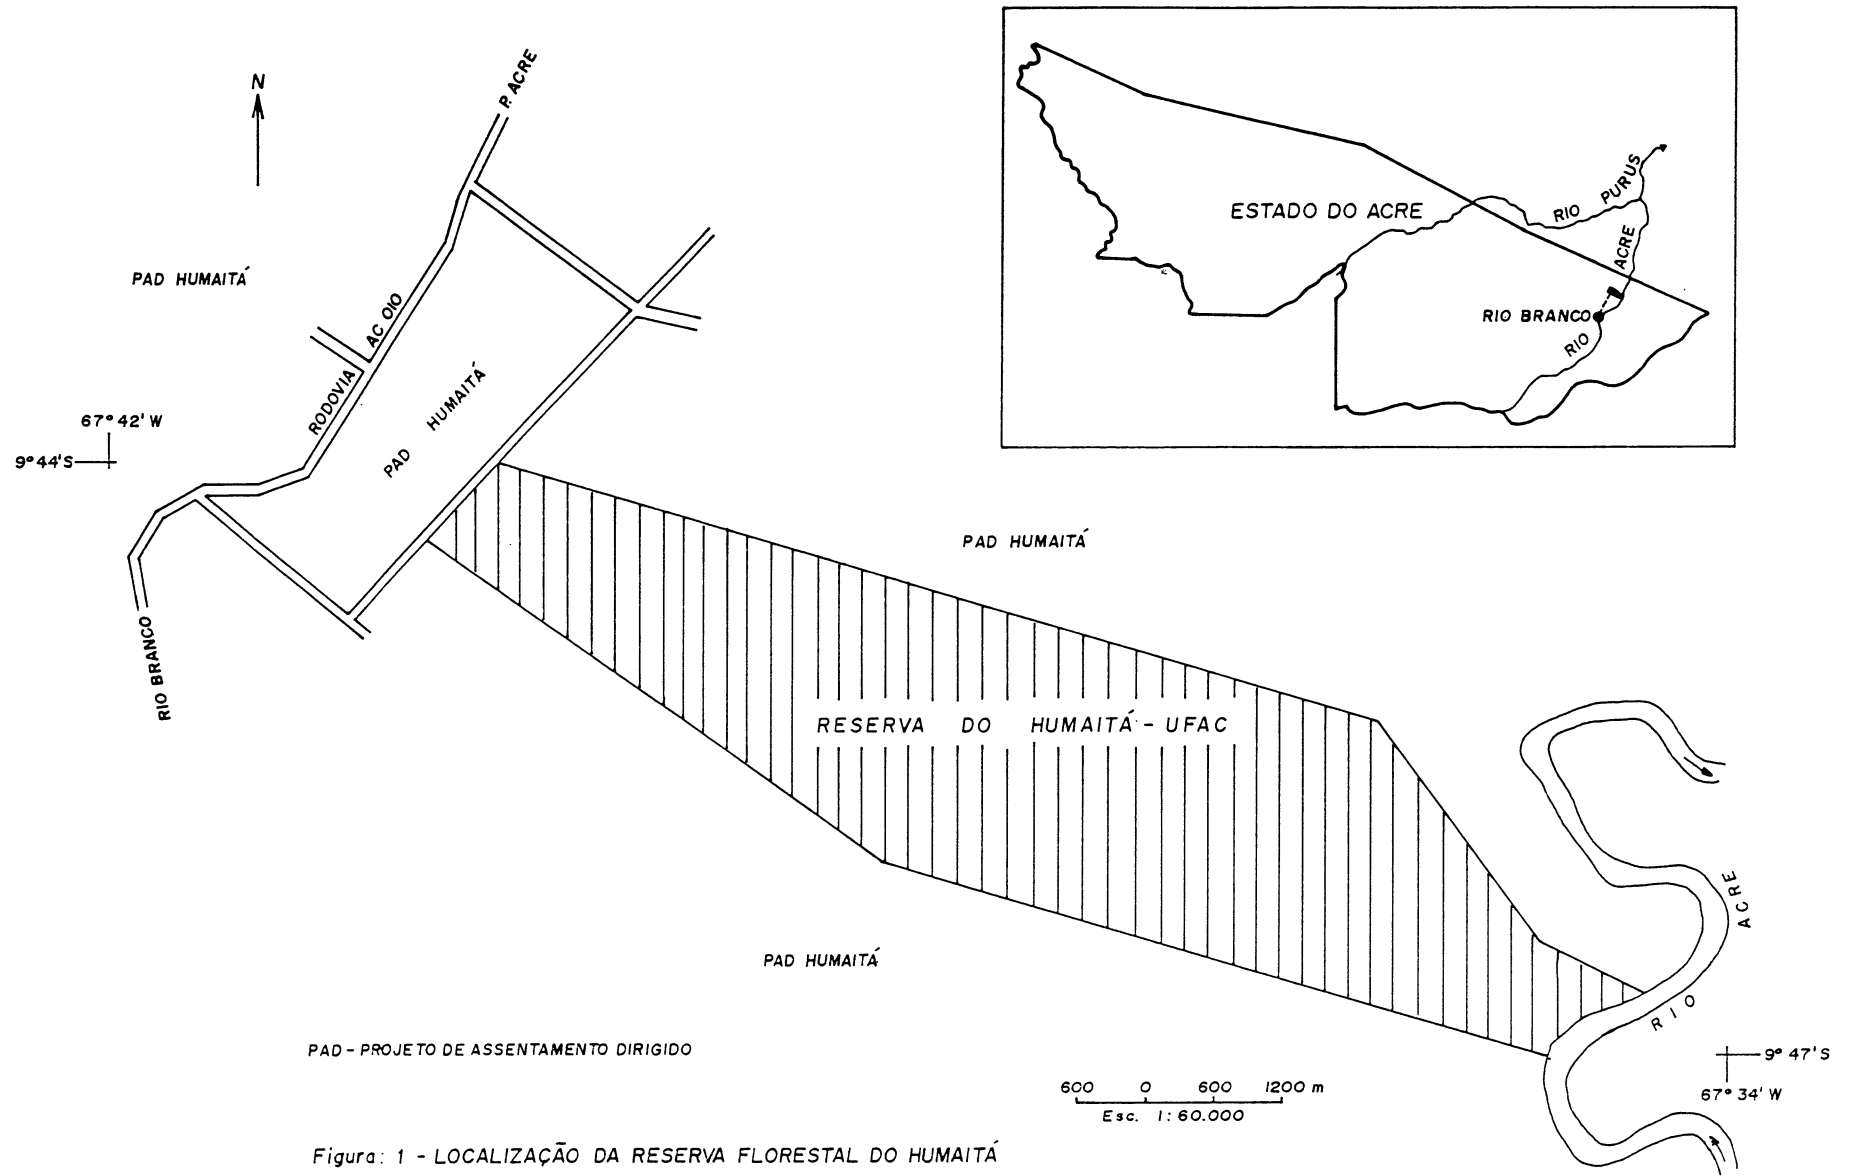 N
P. ACRE
PAD HUMAITÁ
RODOVIA AC 010
PAD HUMAITÁ
67° 42' W
9° 44' S
RIO BRANCO
ESTADO DO ACRE
RIO PURUS
RIO ACRE
RIO BRANCO
PAD HUMAITÁ
RESERVA DO HUMAITÁ - UFAC
PAD HUMAITÁ
RIO ACRE
PAD - PROJETO DE ASSENTAMENTO DIRIGIDO
9° 47' S
67° 34' W
600 0 600 1200 m
Esc. 1:60.000
Figura: 1 - LOCALIZAÇÃO DA RESERVA FLORESTAL DO HUMAITÁ